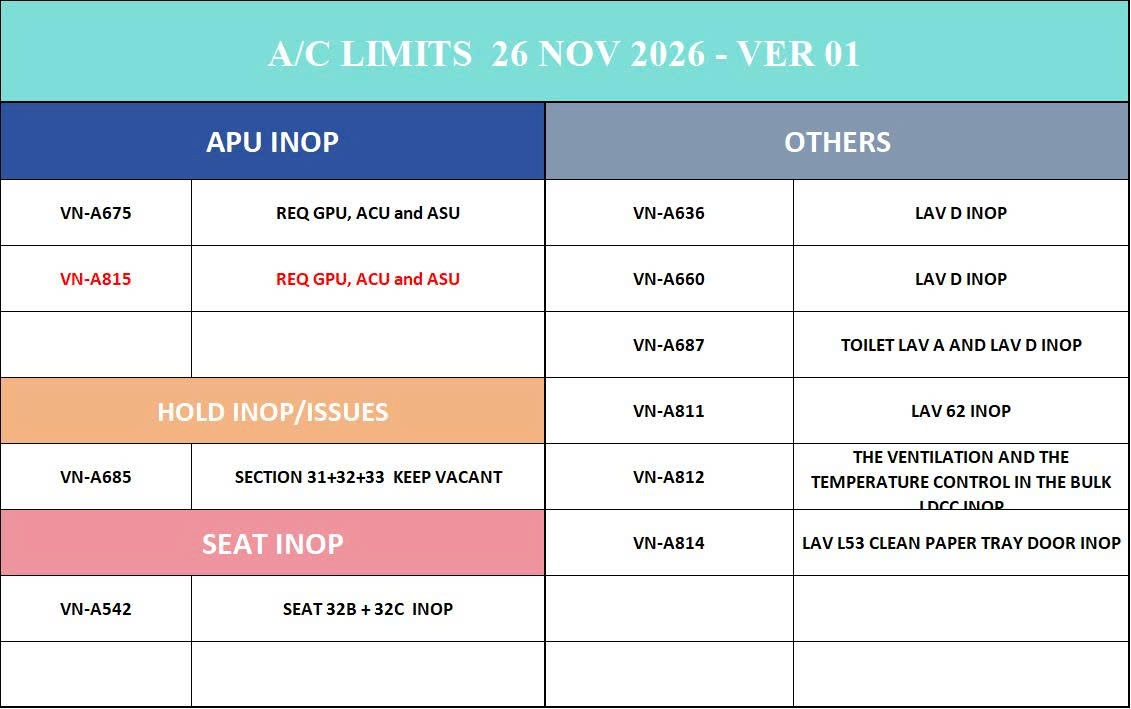 A/C LIMITS 26 NOV 2026 - VER 01
APU INOP
OTHERS
VN-A675
REQ GPU, ACU and ASU
VN-A636
LAV D INOP
VN-A815
REQ GPU, ACU and ASU
VN-A660
LAV D INOP
VN-A687
TOILET LAV A AND LAV D INOP
HOLD INOP/ISSUES
VN-A811
LAV 62 INOP
VN-A685
SECTION 31+32+33 KEEP VACANT
VN-A812
THE VENTILATION AND THE
TEMPERATURE CONTROL IN THE BULK
LDCC INOP
SEAT INOP
VN-A814
LAV L53 CLEAN PAPER TRAY DOOR INOP
VN-A542
SEAT 32B + 32C INOP